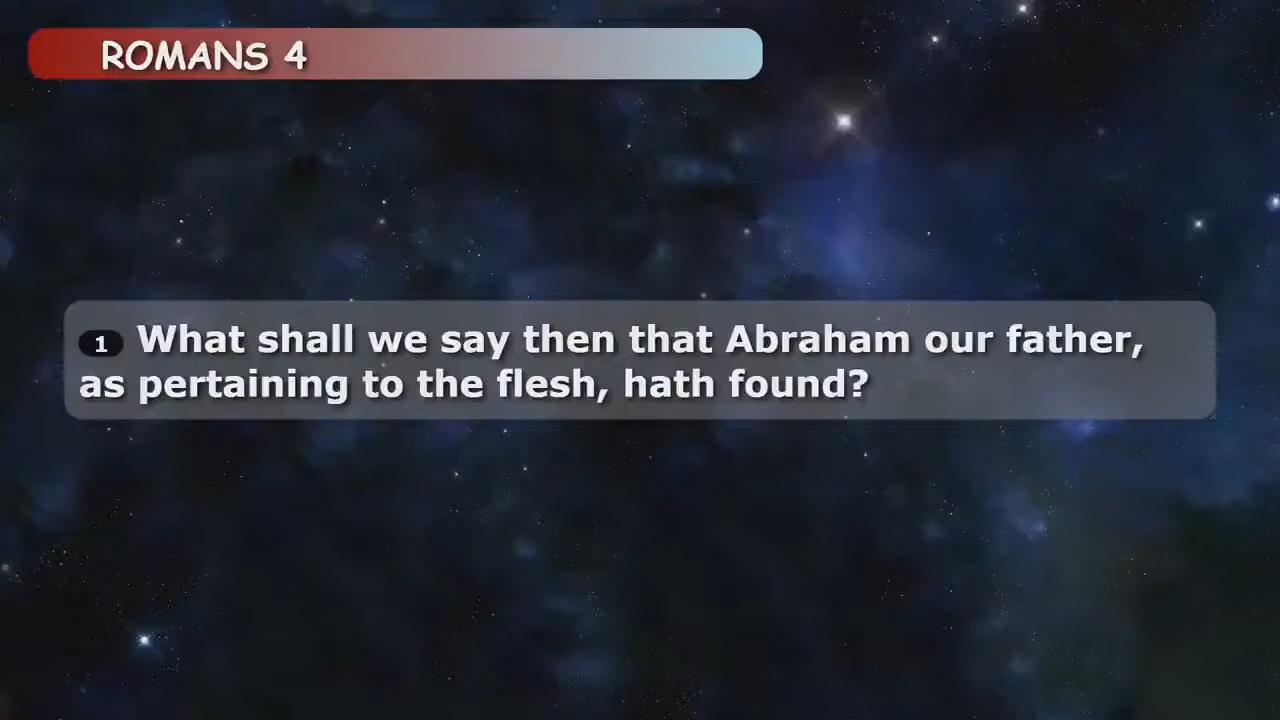 ROMANS 4
1 What shall we say then that Abraham our father,
as pertaining to the flesh, hath found?